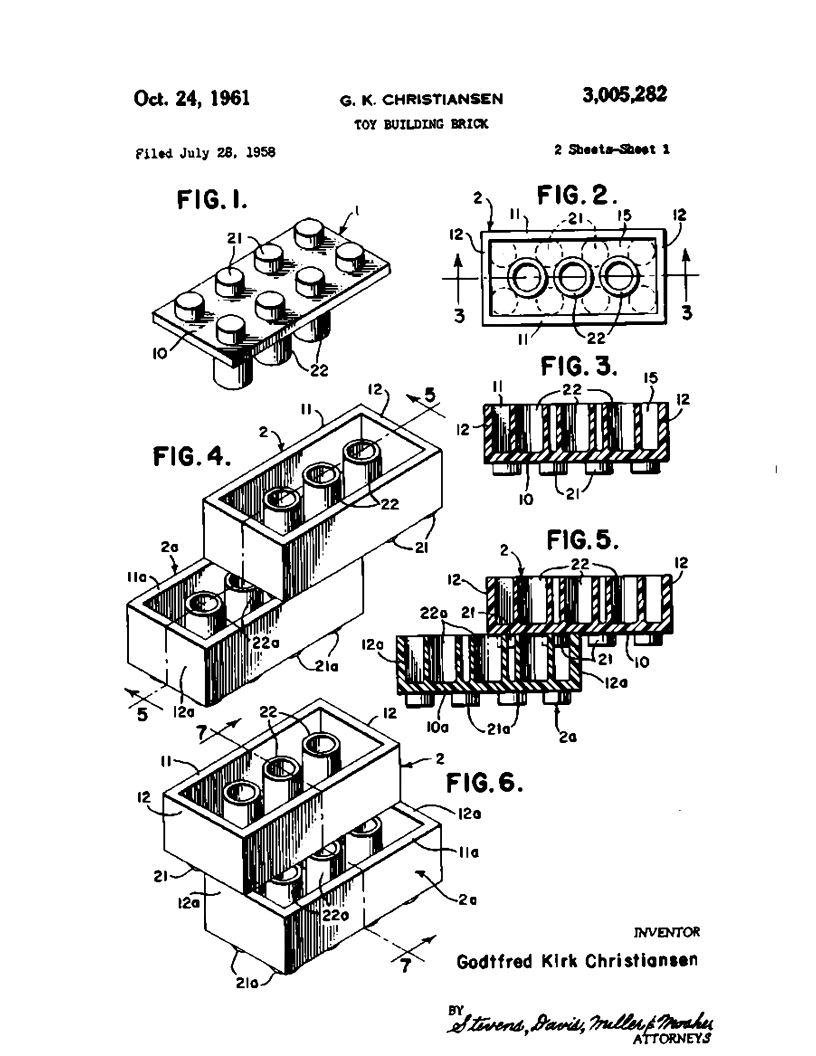 Oct. 24, 1961 G. K. CHRISTIANSEN 3,005,282
TOY BUILDING BRICK
Filed July 28, 1958 2 Sheets-Sheet 1
FIG. 1.
1
21
10
22
FIG. 2.
2
11
21
15
12
12
3
3
11
22
FIG. 3.
11
22
15
12
12
10
21
FIG. 4.
5
12
11
2
22
21
2a
11a
22a
21a
12a
5
FIG. 5.
2
22
12
12
22a
21
12a
21
10
12a
10a
21a
2a
FIG. 6.
7
22
12
11
12
2
12a
11a
21
12a
22a
2a
21a
7
INVENTOR
Godtfred Kirk Christiansen
BY
Stevens, Davis, Miller & Mosher
ATTORNEYS